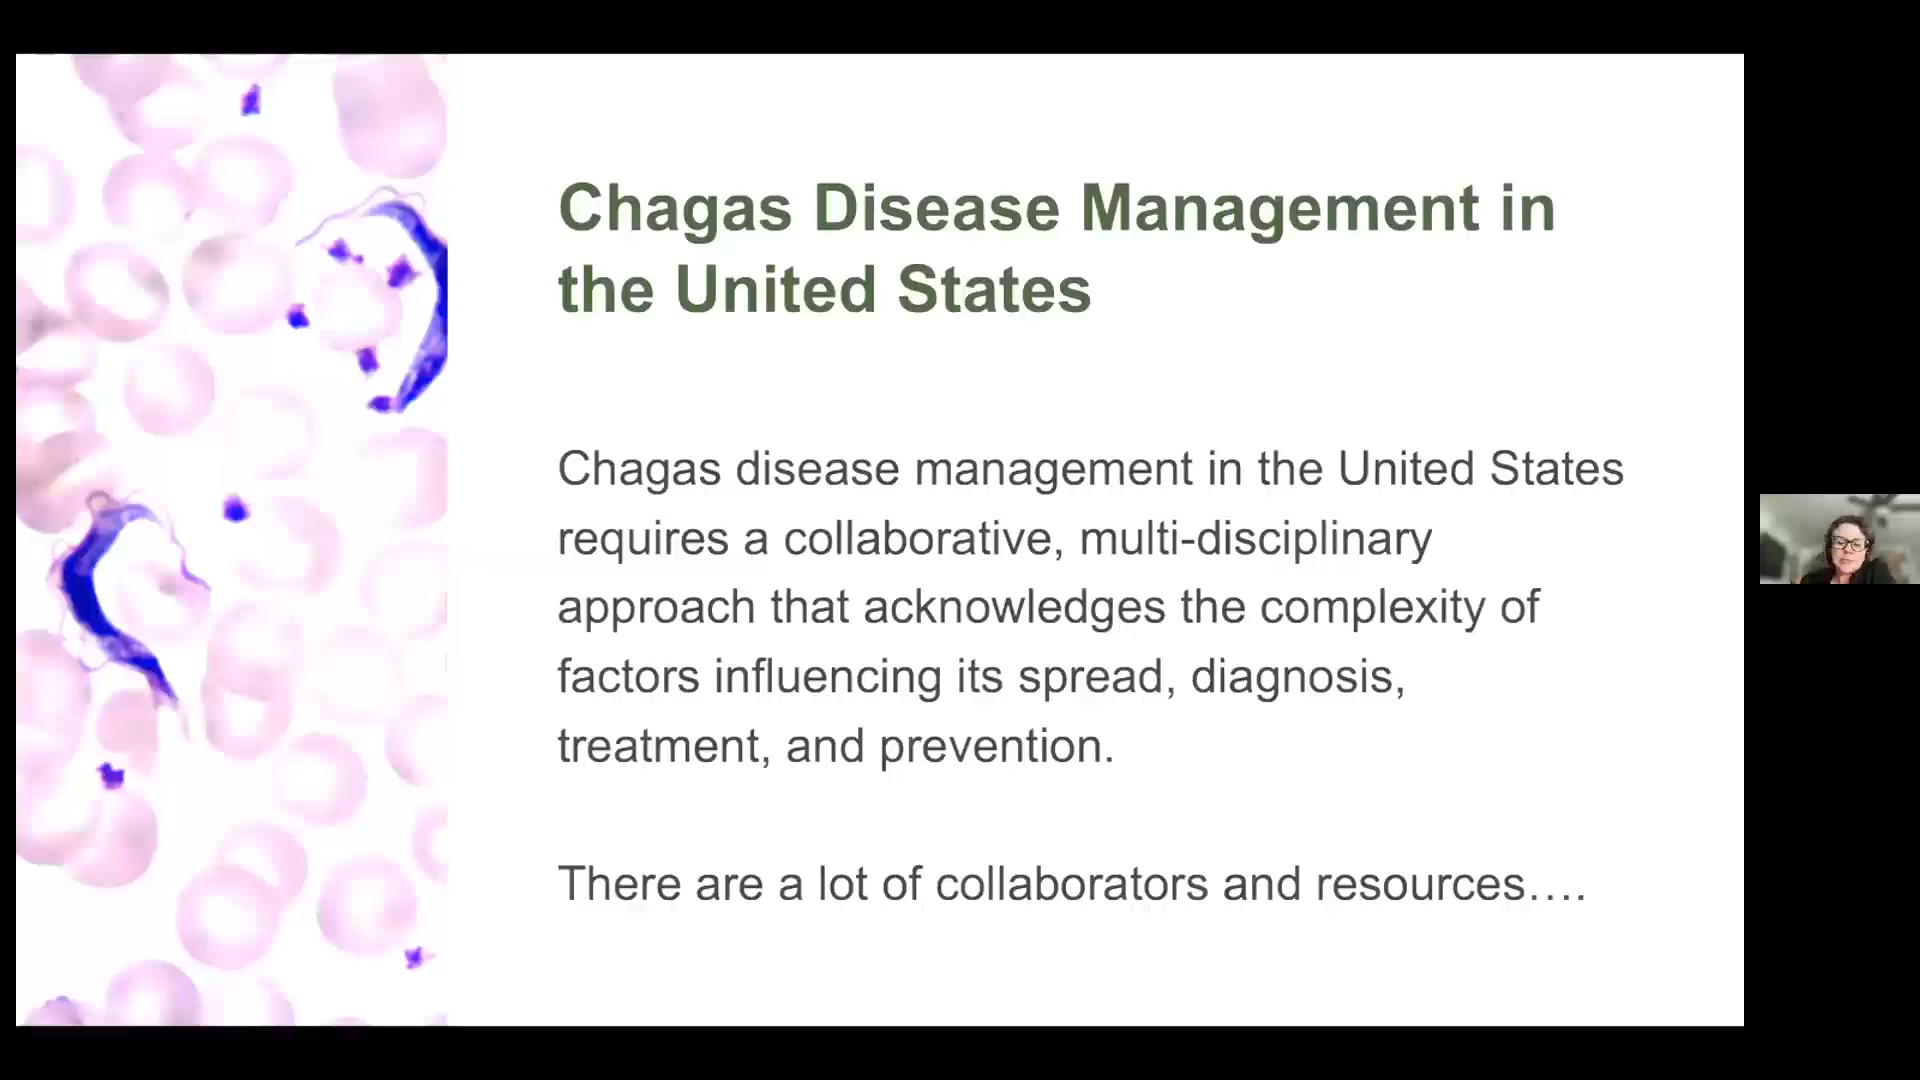 Chagas Disease Management in
the United States
Chagas disease management in the United States
requires a collaborative, multi-disciplinary
approach that acknowledges the complexity of
factors influencing its spread, diagnosis,
treatment, and prevention.
There are a lot of collaborators and resources….